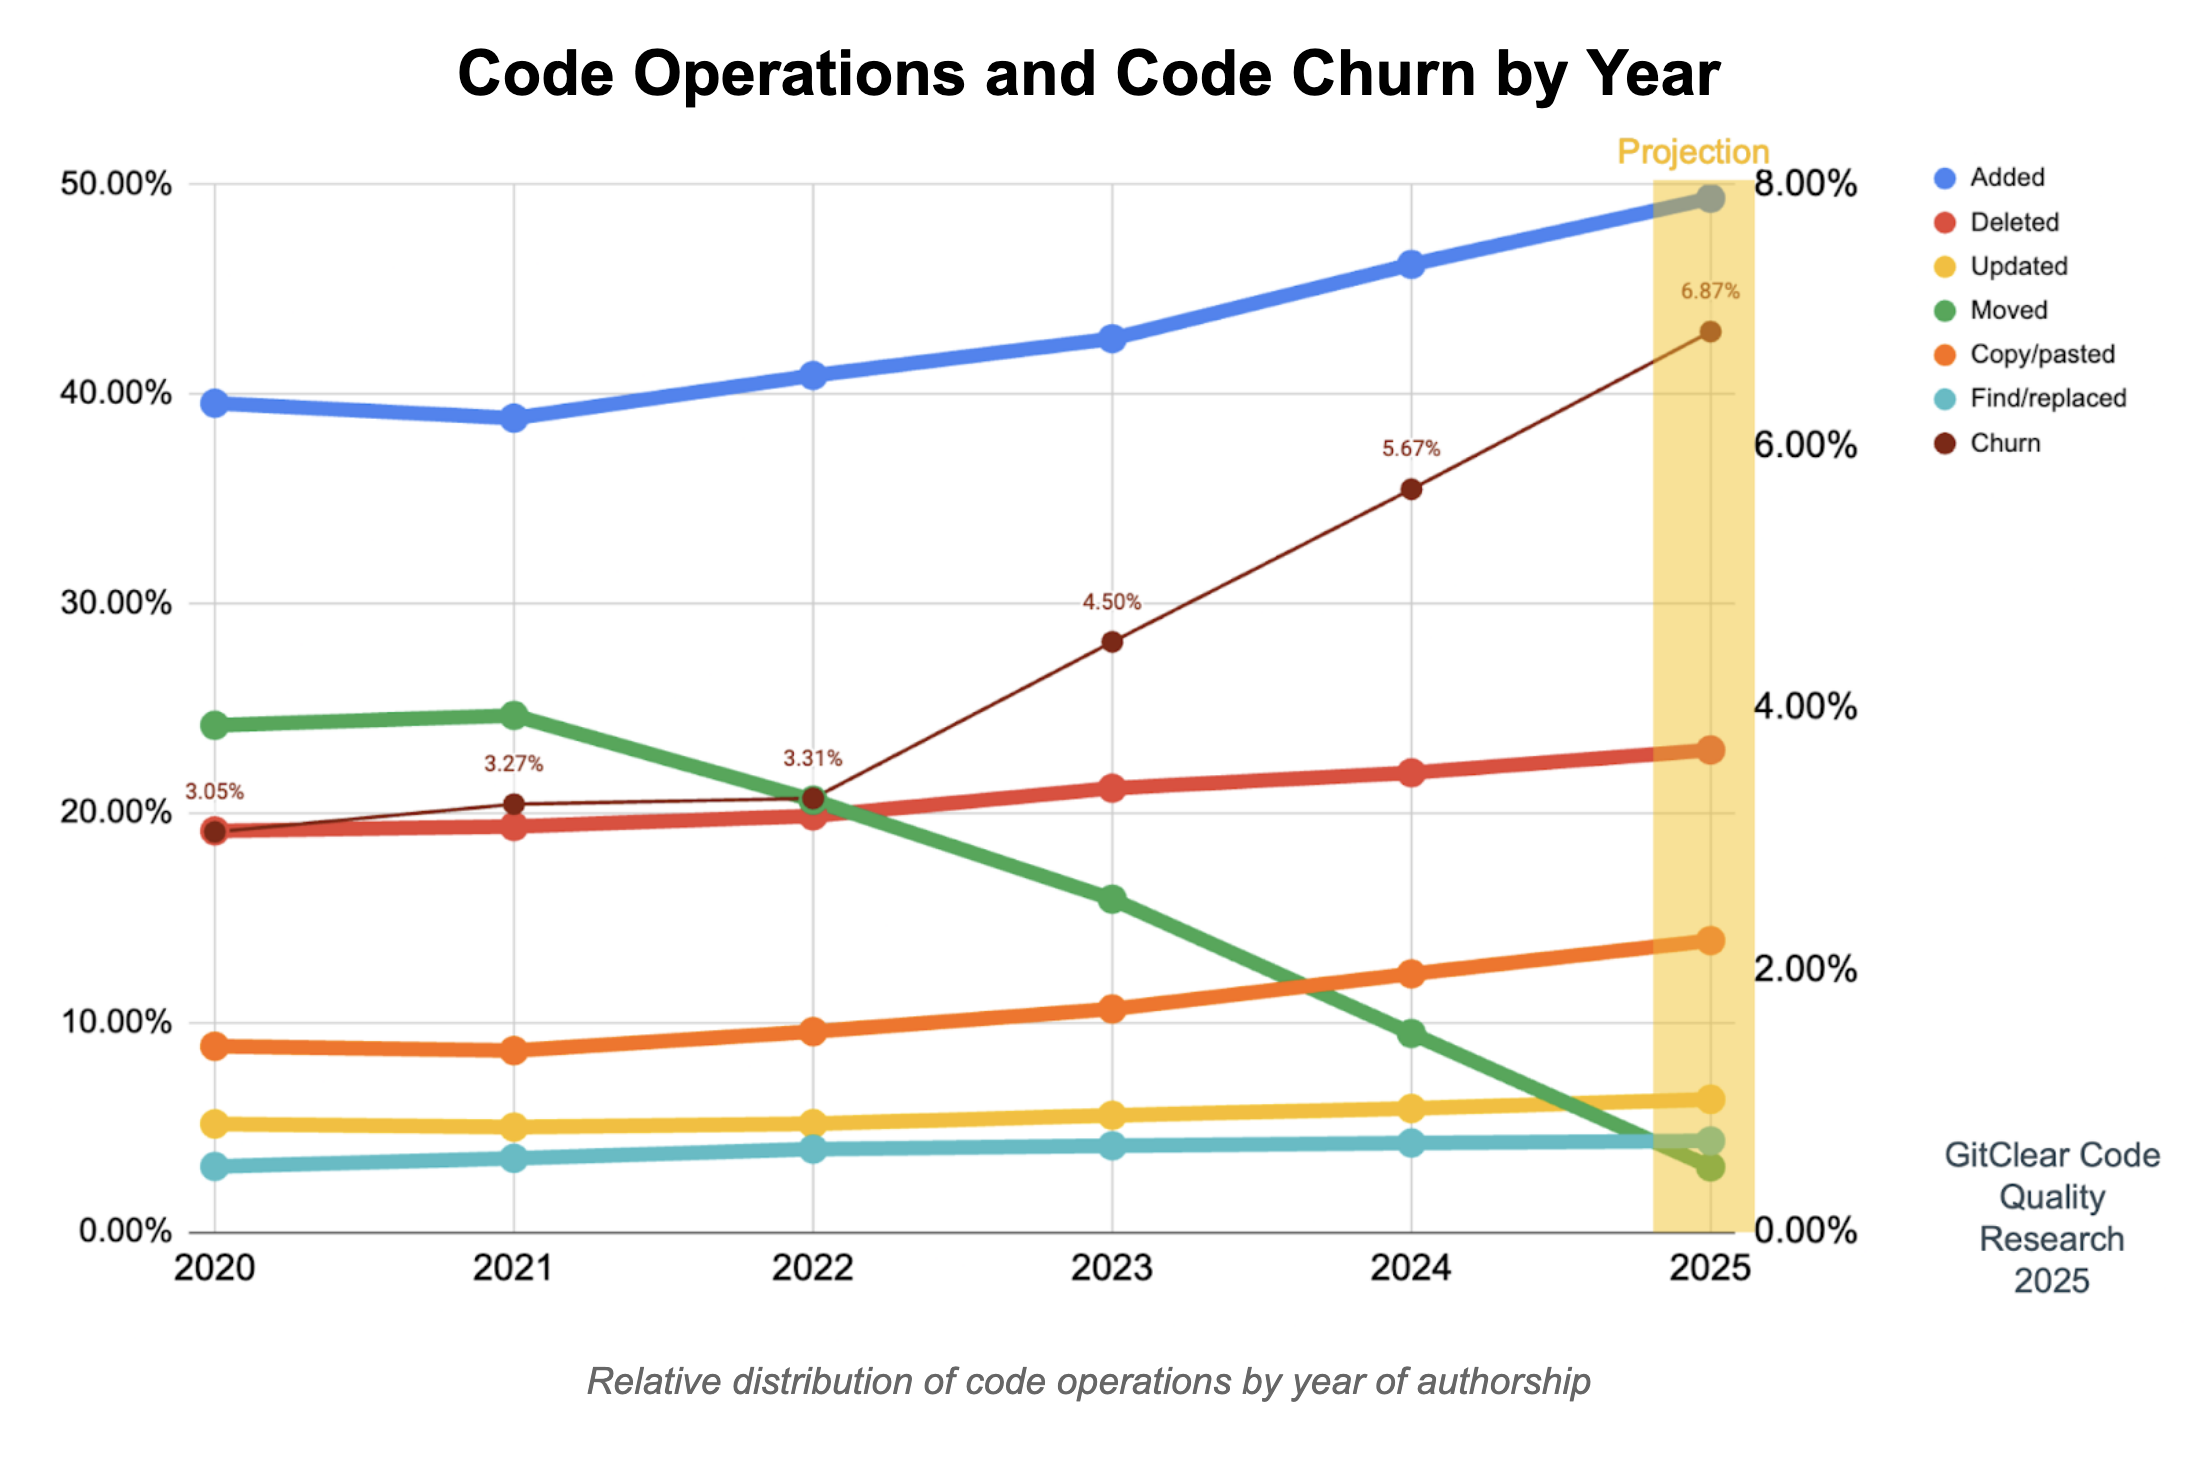 Code Operations and Code Churn by Year
Projection
50.00%
40.00%
30.00%
20.00%
10.00%
0.00%
8.00%
6.00%
4.00%
2.00%
0.00%
3.05%
3.27%
3.31%
4.50%
5.67%
6.87%
2020
2021
2022
2023
2024
2025
Added
Deleted
Updated
Moved
Copy/pasted
Find/replaced
Churn
GitClear Code
Quality
Research
2025
Relative distribution of code operations by year of authorship